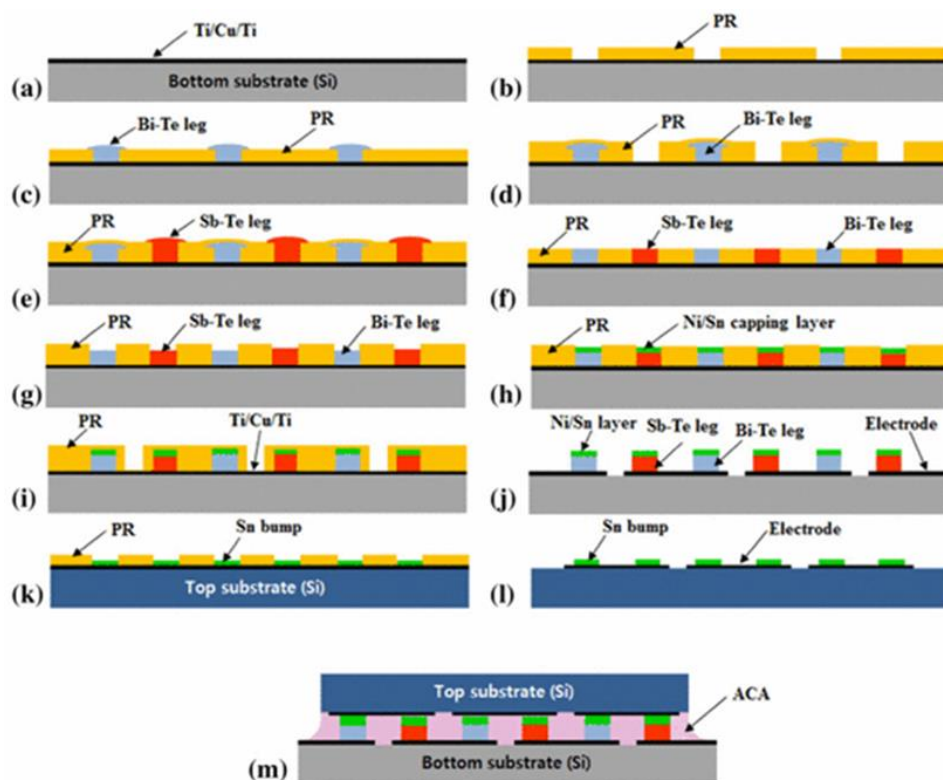 Ti/Cu/Ti
Bottom substrate (Si)
(a)
PR
(b)
Bi-Te leg
PR
(c)
PR
Bi-Te leg
(d)
PR
Sb-Te leg
(e)
Sb-Te leg
Bi-Te leg
PR
(f)
PR
Sb-Te leg
Bi-Te leg
(g)
Ni/Sn capping layer
PR
(h)
PR
Ti/Cu/Ti
(i)
Ni/Sn layer
Sb-Te leg
Bi-Te leg
Electrode
(j)
PR
Sn bump
Top substrate (Si)
(k)
Sn bump
Electrode
(l)
Top substrate (Si)
ACA
Bottom substrate (Si)
(m)